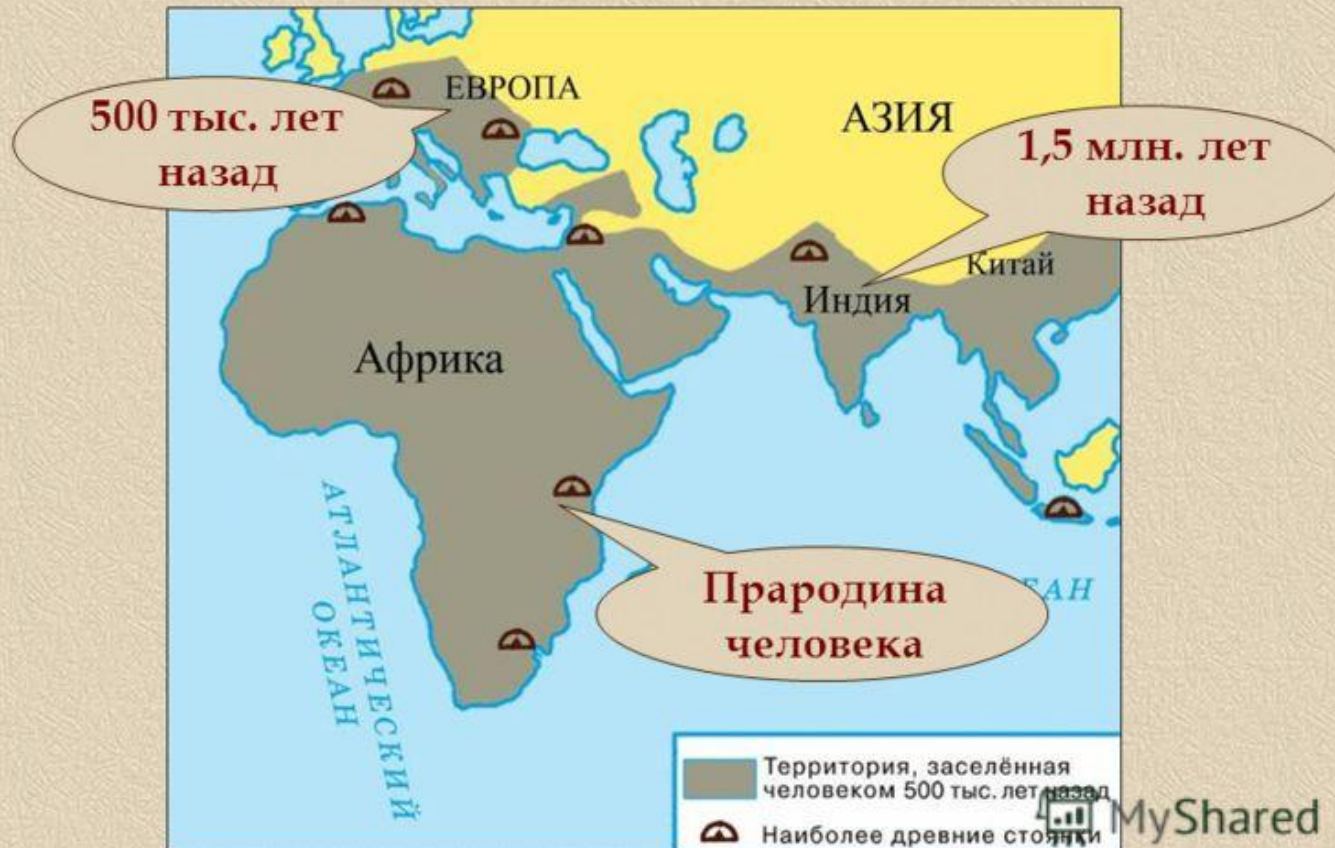 ЕВРОПА
АЗИЯ
500 тыс. лет
назад
1,5 млн. лет
назад
Китай
Индия
Африка
АТЛАНТИЧЕСКИЙ
ОКЕАН
Прародина
человека
Территория, заселённая
человеком 500 тыс. лет назад
Наиболее древние стоянки
MyShared